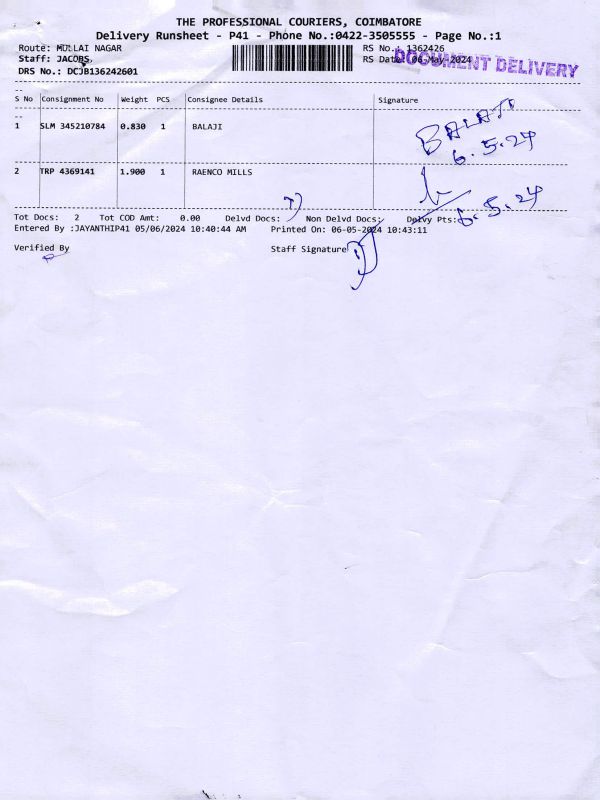 THE PROFESSIONAL COURIERS, COIMBATORE
Delivery Runsheet - P41 - Phone No.:0422-3505555 - Page No.:1
Route: MULLAI NAGAR RS No.: 1362426
Staff: JACOBS, RS Date: 06-May-2024
DOCUMENT DELIVERY
DRS No.: DCJB136242601
S No Consignment No Weight PCS Consignee Details Signature
1 SLM 345210784 0.830 1 BALAJI BALAJI
6.5.24
2 TRP 4369141 1.900 1 RAENCO MILLS
6.5.24
Tot Docs: 2 Tot COD Amt: 0.00 Delvd Docs: Non Delvd Docs: Delvy Pts:
Entered By :JAYANTHIP41 05/06/2024 10:40:44 AM Printed On: 06-05-2024 10:43:11
Verified By Staff Signature